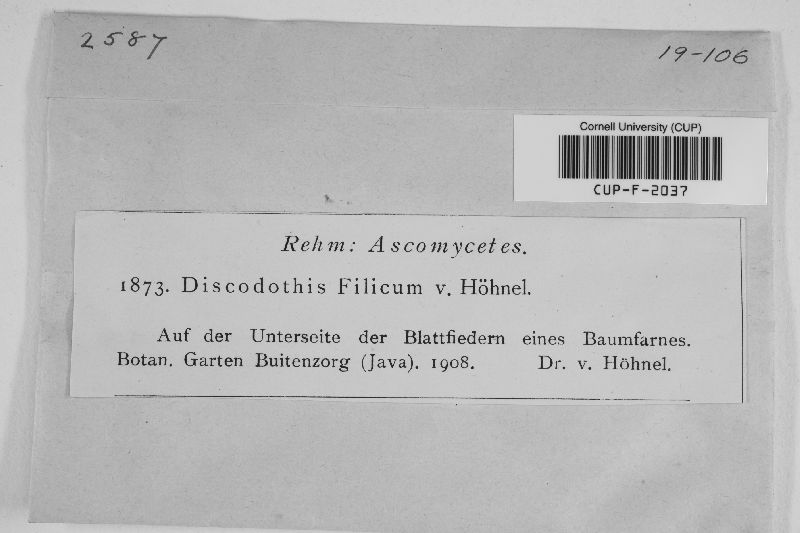 2587
19-106
Cornell University (CUP)
CUP-F-2037
Rehm: Ascomycetes.
1873. Discodothis Filicum v. Höhnel.
Auf der Unterseite der Blattfiedern eines Baumfarnes.
Botan. Garten Buitenzorg (Java). 1908. Dr. v. Höhnel.